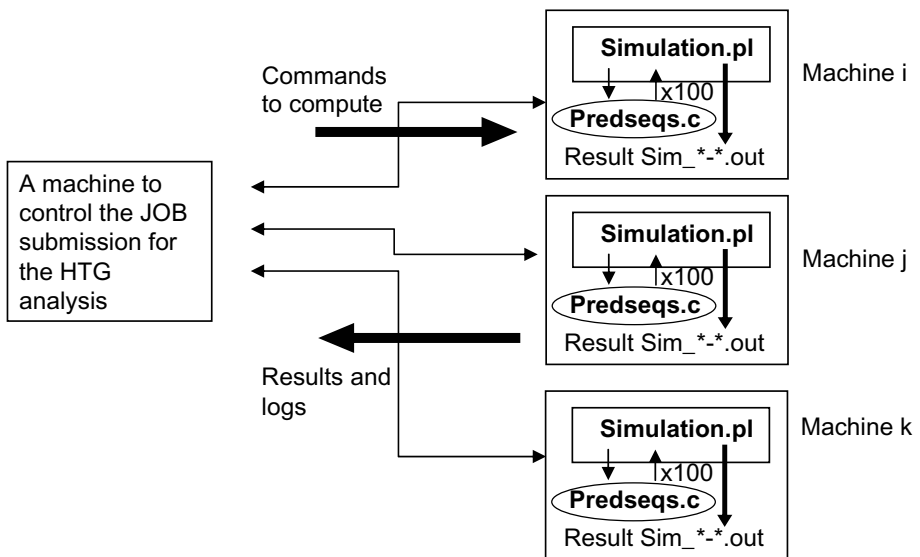 Commands
to compute
A machine to
control the JOB
submission for
the HTG
analysis
Results and
logs
Simulation.pl
x100
Predseqs.c
Result Sim_*-*.out
Machine i
Simulation.pl
x100
Predseqs.c
Result Sim_*-*.out
Machine j
Simulation.pl
x100
Predseqs.c
Result Sim_*-*.out
Machine k